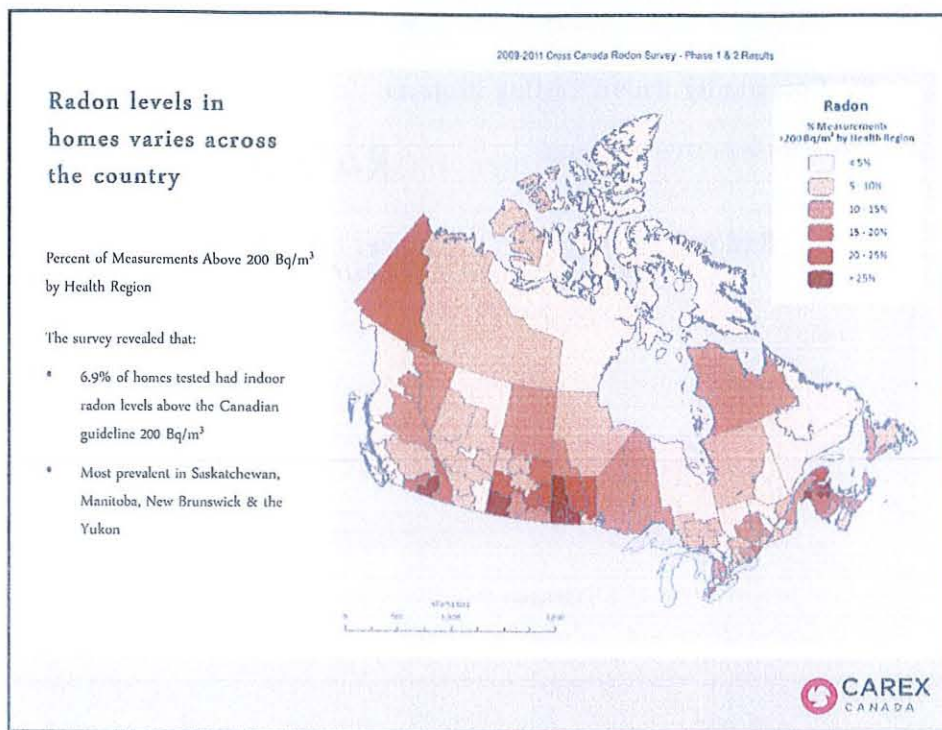 2009-2011 Cross Canada Radon Survey - Phase 1 & 2 Results
Radon levels in
homes varies across
the country
Percent of Measurements Above 200 Bq/m³
by Health Region
The survey revealed that:
• 6.9% of homes tested had indoor
radon levels above the Canadian
guideline 200 Bq/m³
• Most prevalent in Saskatchewan,
Manitoba, New Brunswick & the
Yukon
Radon
% Measurements
>200 Bq/m³ by Health Region
<5%
5 - 10%
10 - 15%
15 - 20%
20 - 25%
>25%
0
CAREX
CANADA